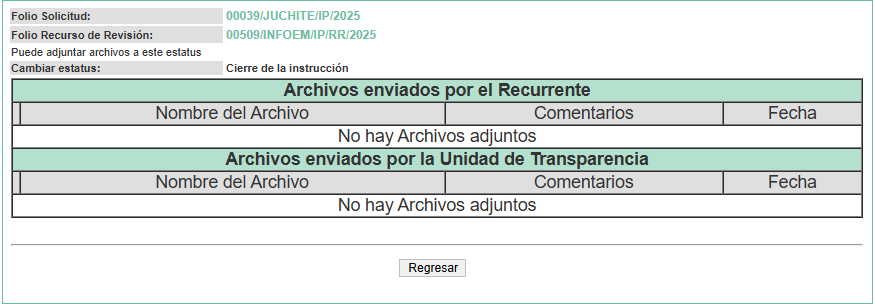 Folio Solicitud: 00039/JUCHITE/IP/2025
Folio Recurso de Revisión: 00509/INFOEM/IP/RR/2025
Puede adjuntar archivos a este estatus
Cambiar estatus: Cierre de la instrucción
Archivos enviados por el Recurrente
Nombre del Archivo Comentarios Fecha
No hay Archivos adjuntos
Archivos enviados por la Unidad de Transparencia
Nombre del Archivo Comentarios Fecha
No hay Archivos adjuntos
Regresar